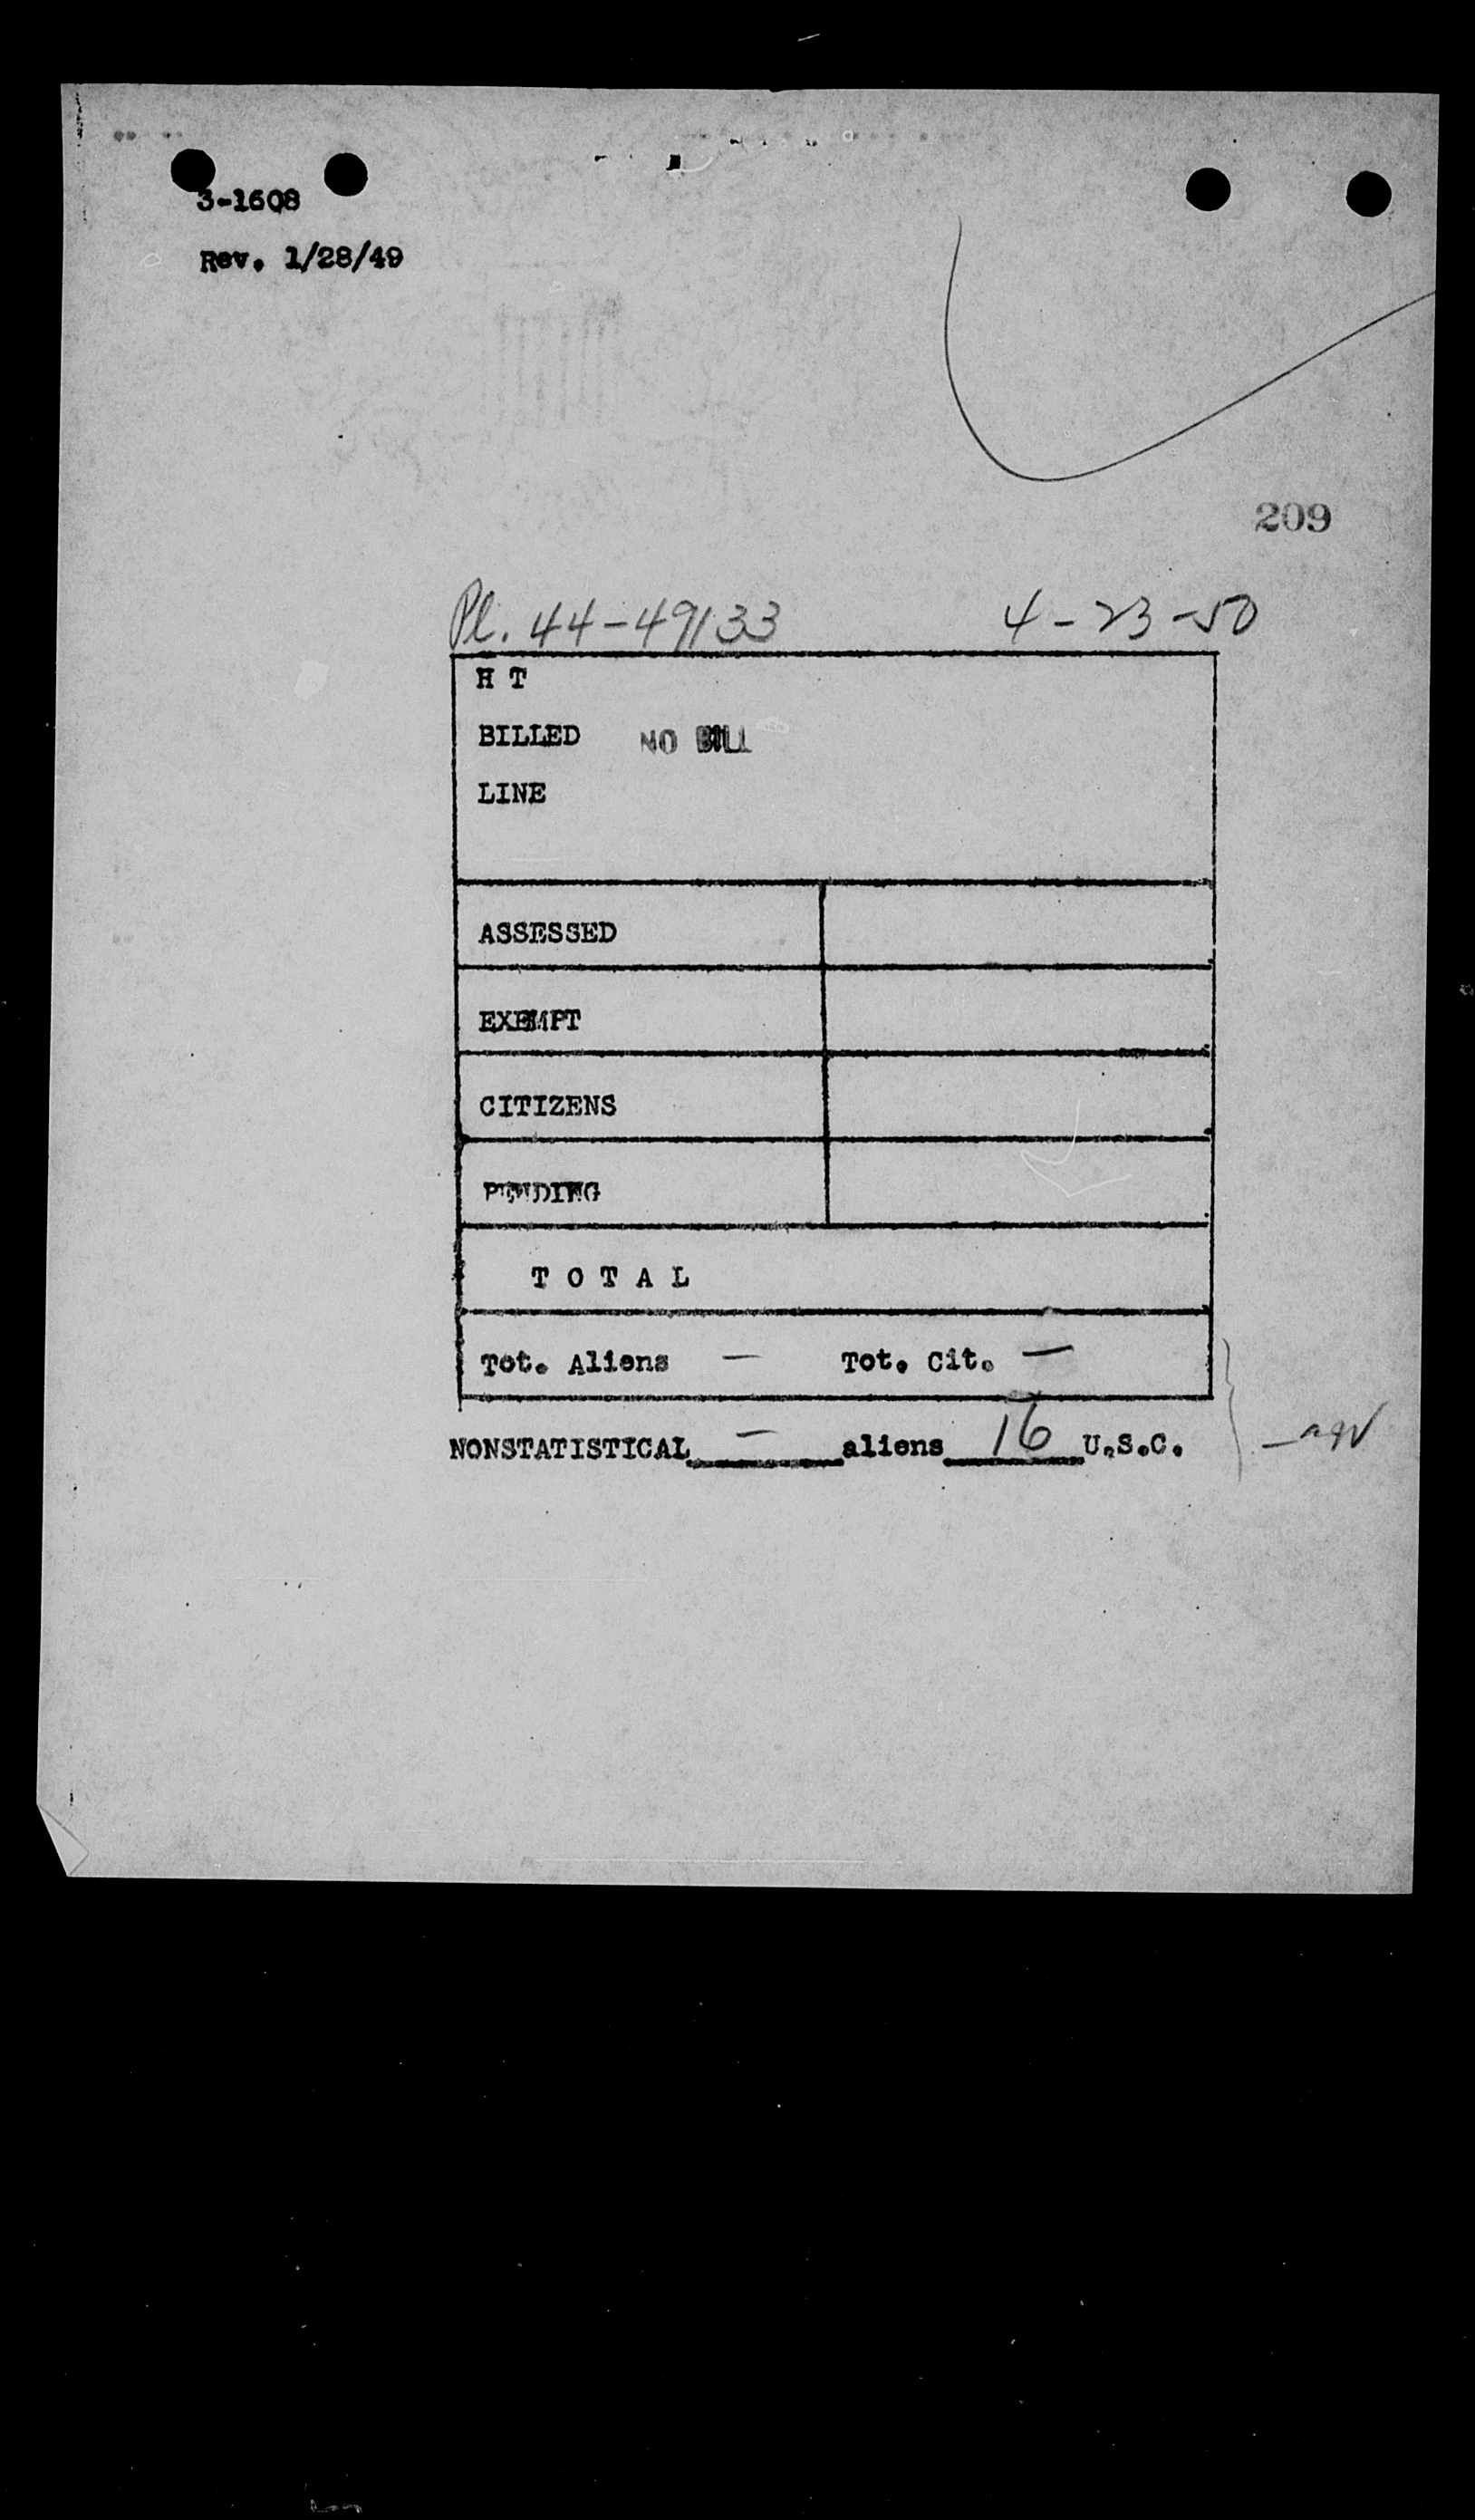 3-1608
Rev. 1/28/49
209
Pl. 44-49133 4-23-50
H T
BILLED NO BILL
LINE
ASSESSED
EXEMPT
CITIZENS
PENDING
T O T A L
Tot. Aliens — Tot. Cit. —
NONSTATISTICAL — aliens 16 U.S.C.